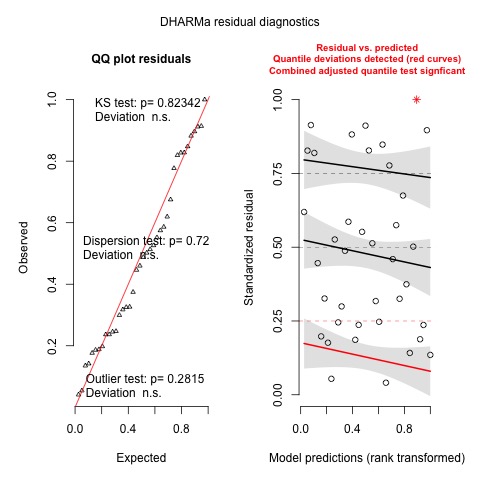 DHARMa residual diagnostics
QQ plot residuals
KS test: p= 0.82342
Deviation n.s.
Dispersion test: p= 0.72
Deviation n.s.
Outlier test: p= 0.2815
Deviation n.s.
Observed
1.0
0.8
0.6
0.4
0.2
0.0
0.4
0.8
Expected
Residual vs. predicted
Quantile deviations detected (red curves)
Combined adjusted quantile test signficant
Standardized residual
1.00
0.75
0.50
0.25
0.00
0.0
0.4
0.8
Model predictions (rank transformed)